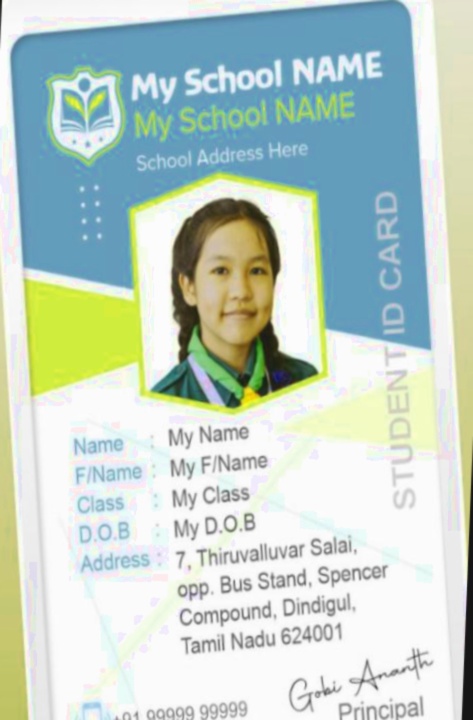 My School NAME
My School NAME
School Address Here
STUDENT ID CARD
Name : My Name
F/Name : My F/Name
Class : My Class
D.O.B : My D.O.B
Address : 7, Thiruvalluvar Salai,
opp. Bus Stand, Spencer
Compound, Dindigul,
Tamil Nadu 624001
+91 99999 99999
Gobi Ananth
Principal